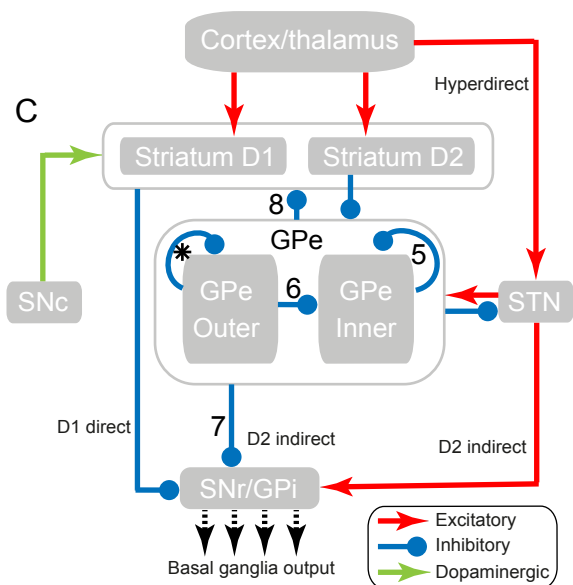 Cortex/thalamus
Hyperdirect
C
Striatum D1
Striatum D2
8
GPe
*
5
6
GPe
Outer
GPe
Inner
SNc
STN
7
D1 direct
D2 indirect
D2 indirect
SNr/GPi
Basal ganglia output
Excitatory
Inhibitory
Dopaminergic